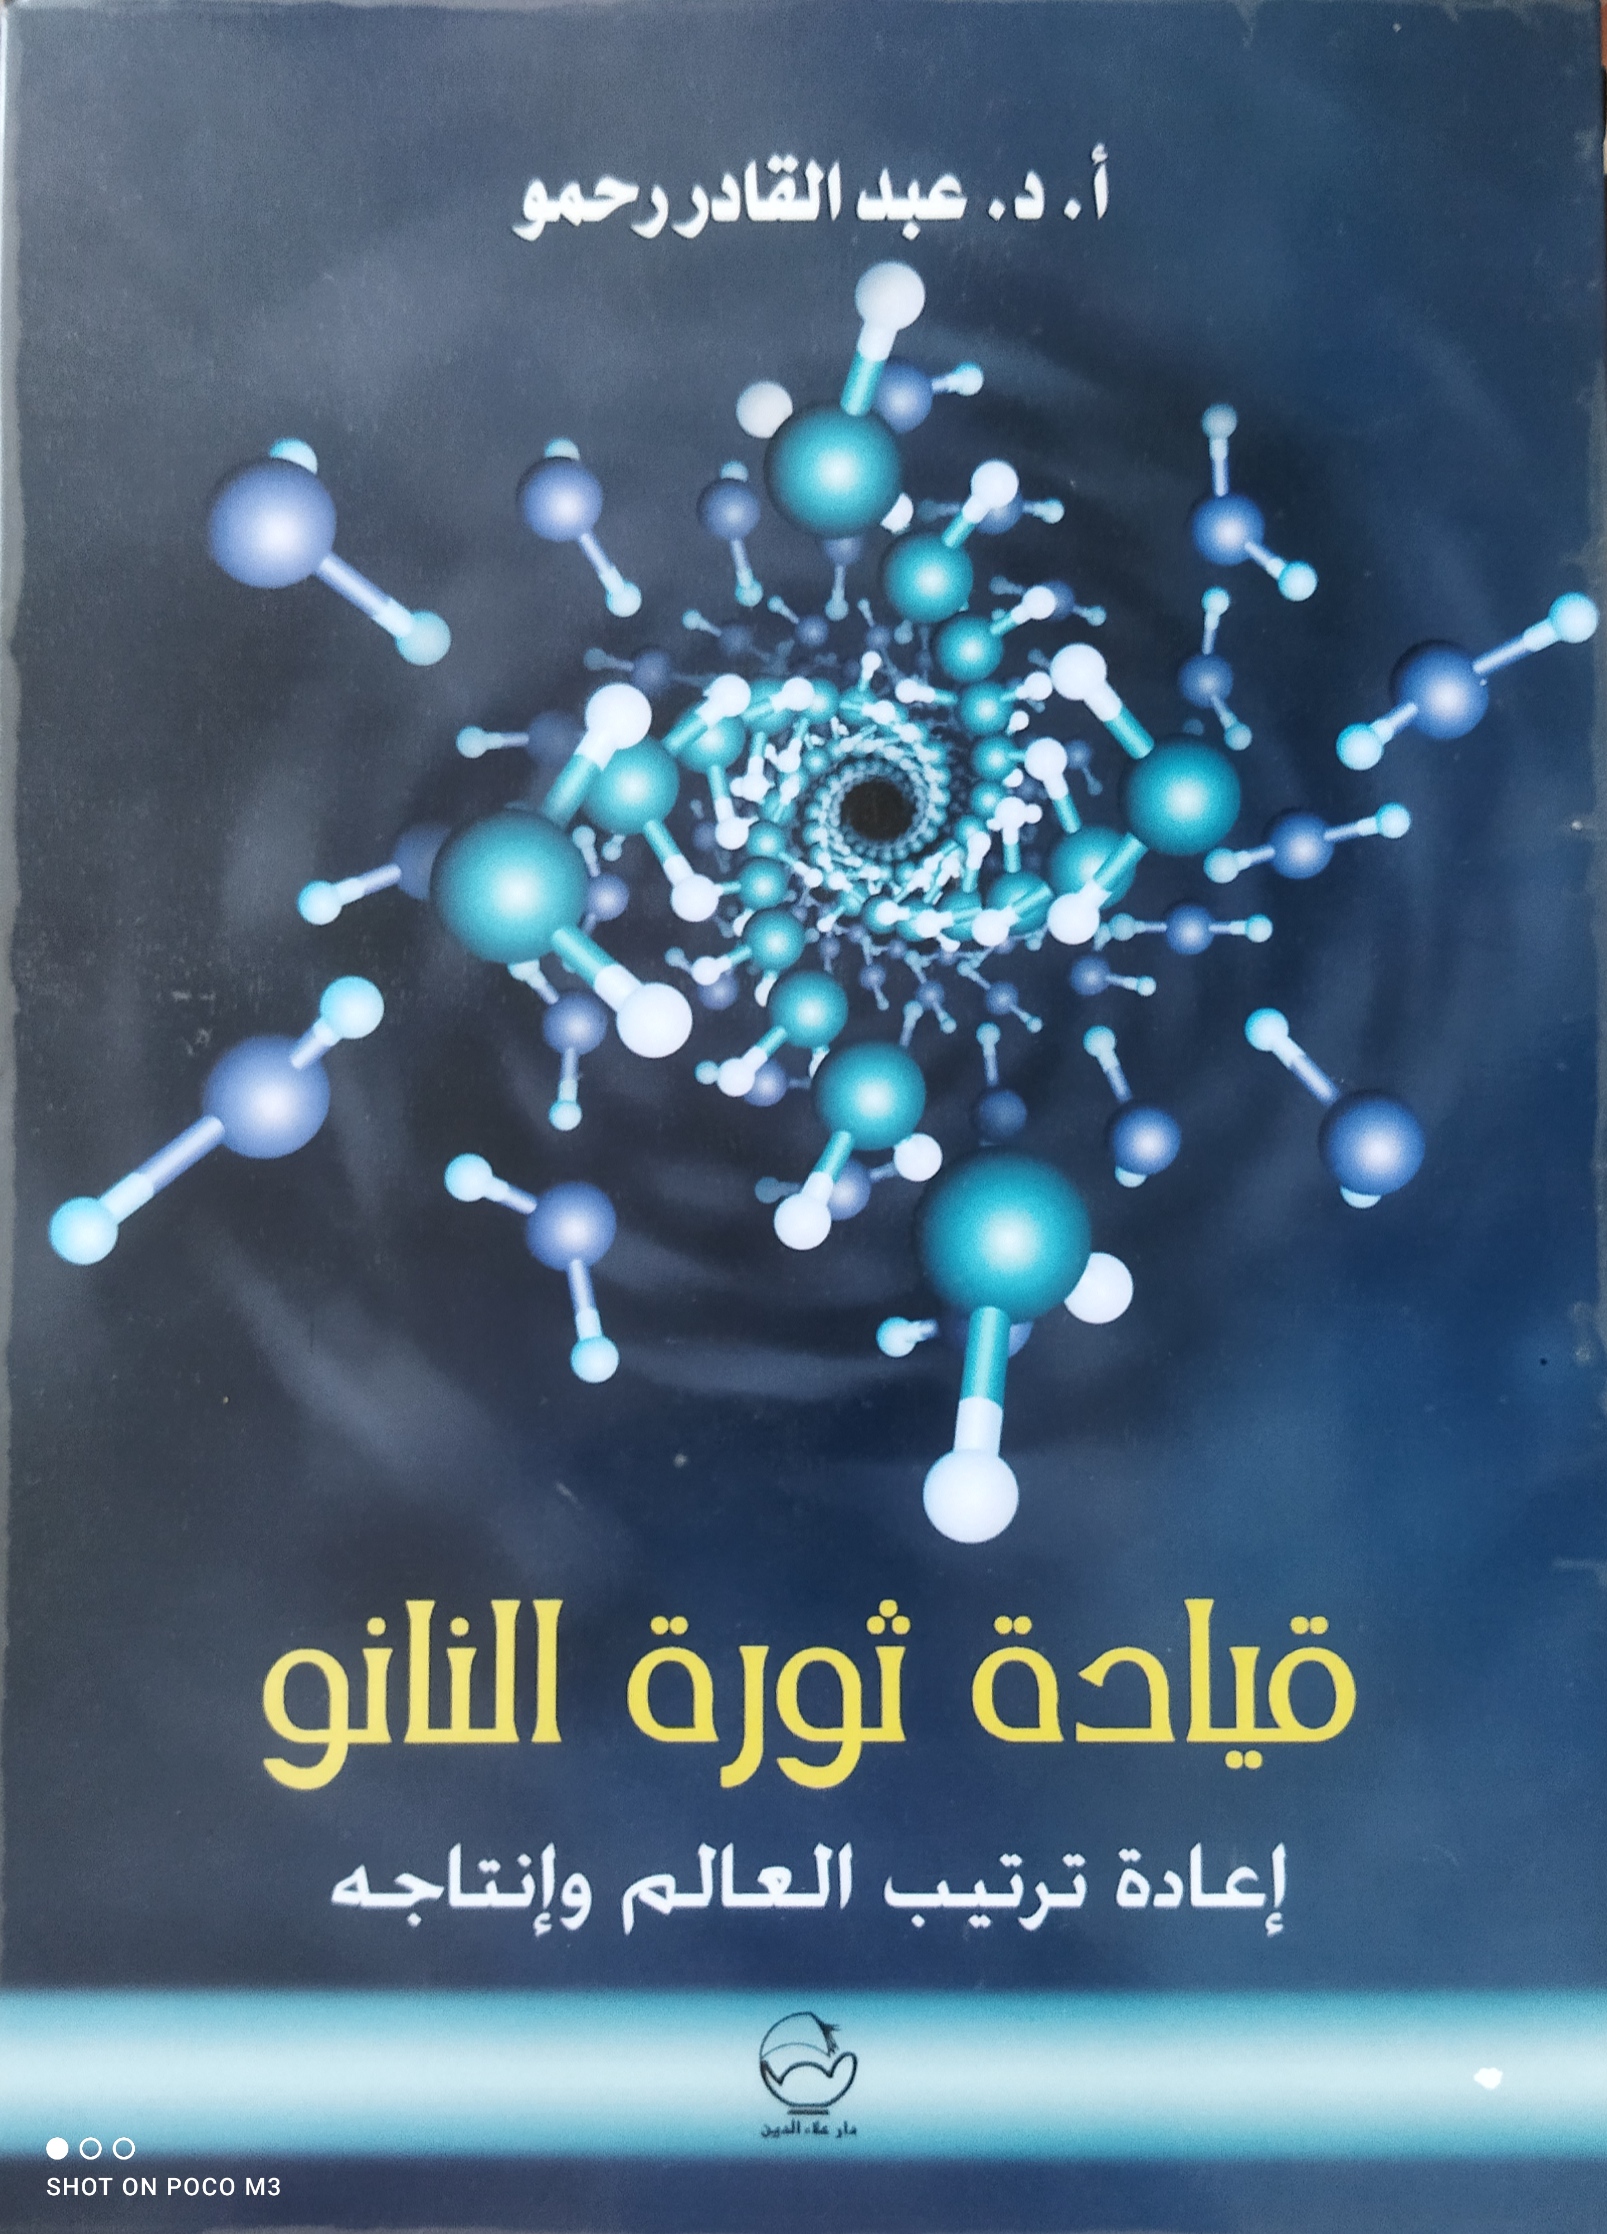 أ. د. عبد القادر رحمو
قيادة ثورة النانو
إعادة ترتيب العالم وإنتاجه
دار علاء الدين
SHOT ON POCO M3